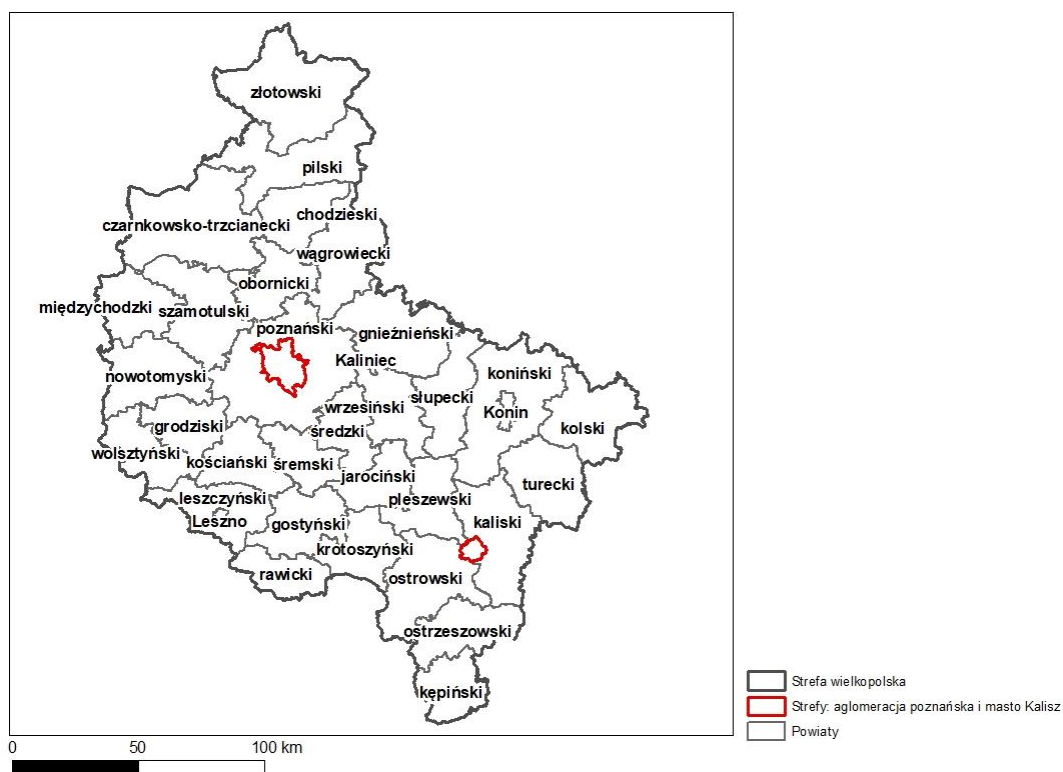 złotowski
pilski
chodzieski
czarnkowsko-trzcianecki
wągrowiecki
obornicki
międzychodzki
szamotulski
poznański
gnieźnieński
Kaliniec
koniński
nowotomyski
słupecki
wrzesiński
Konin
grodziski
średzki
kolski
wolsztyński
kościański
śremski
jarociński
turecki
leszczyński
pleszewski
Leszno
gostyński
kaliski
krotoszyński
rawicki
ostrowski
ostrzeszowski
kępiński
Strefa wielkopolska
Strefy: aglomeracja poznańska i masto Kalisz
Powiaty
0 50 100 km